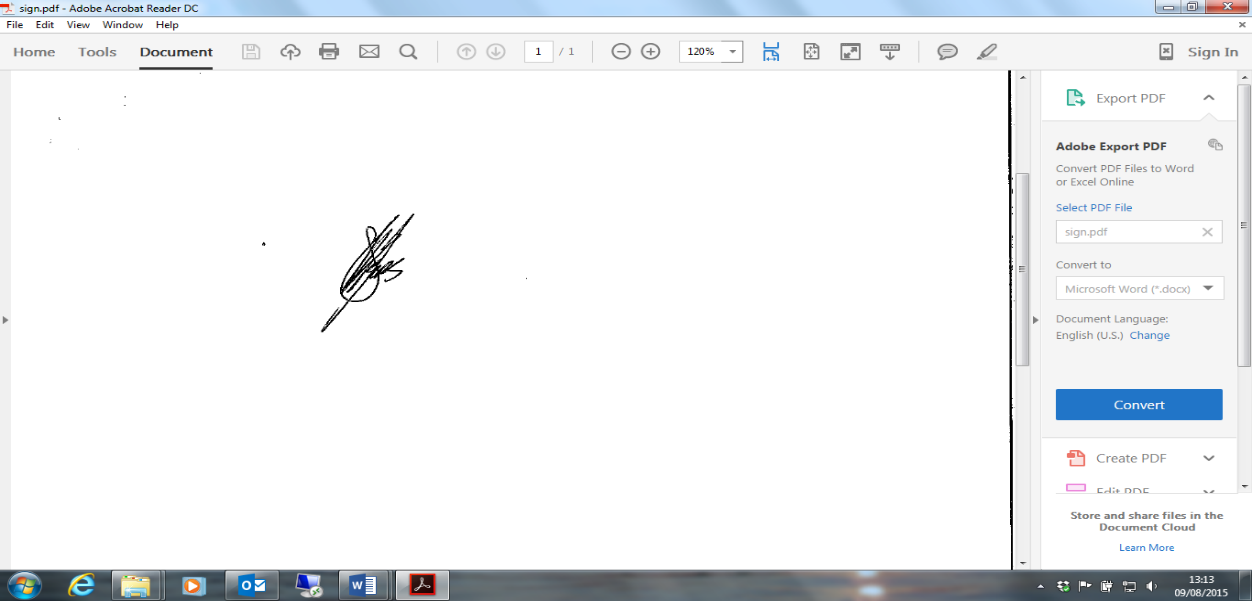 sign.pdf - Adobe Acrobat Reader DC
File Edit View Window Help
Home Tools Document 1 / 1 120% Sign In
Export PDF
Adobe Export PDF
Convert PDF Files to Word
or Excel Online
Select PDF File
sign.pdf
Convert to
Microsoft Word (*.docx)
Document Language:
English (U.S.) Change
Convert
Create PDF
Edit PDF
Store and share files in the
Document Cloud
Learn More
13:13
09/08/2015